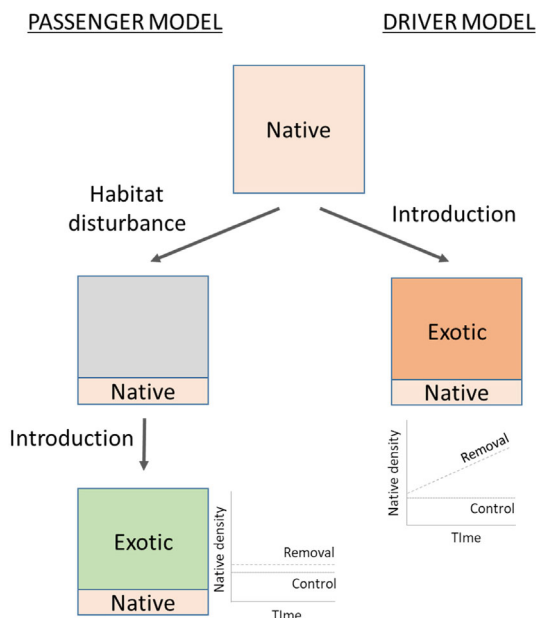 PASSENGER MODEL
DRIVER MODEL
Native
Habitat
disturbance
Introduction
Native
Exotic
Native
Introduction
Native density
Removal
Control
TIme
Exotic
Native
Native density
Removal
Control
TIme